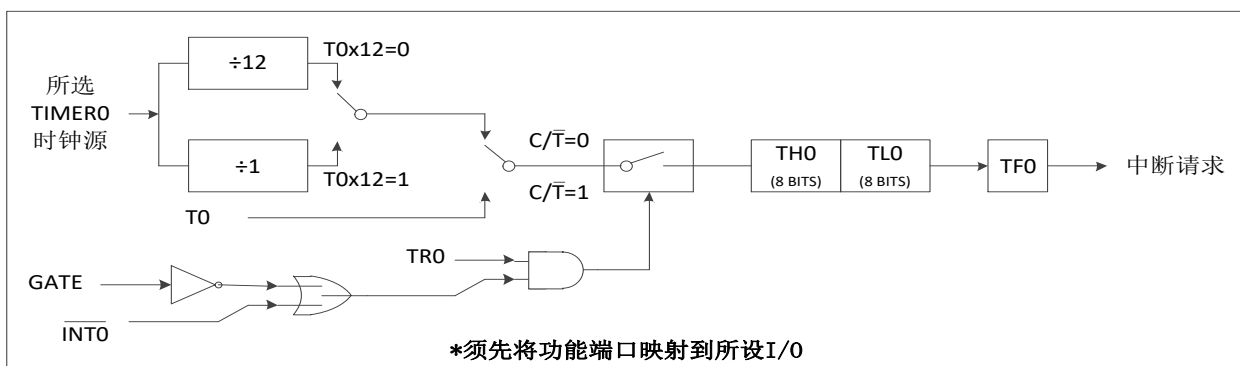 所选
TIMER0
时钟源
÷12
÷1
T0x12=0
T0x12=1
T0
C/T̅=0
C/T̅=1
TH0
(8 BITS)
TL0
(8 BITS)
TF0
中断请求
TR0
GATE
I̅N̅T̅0̅
*须先将功能端口映射到所设I/O